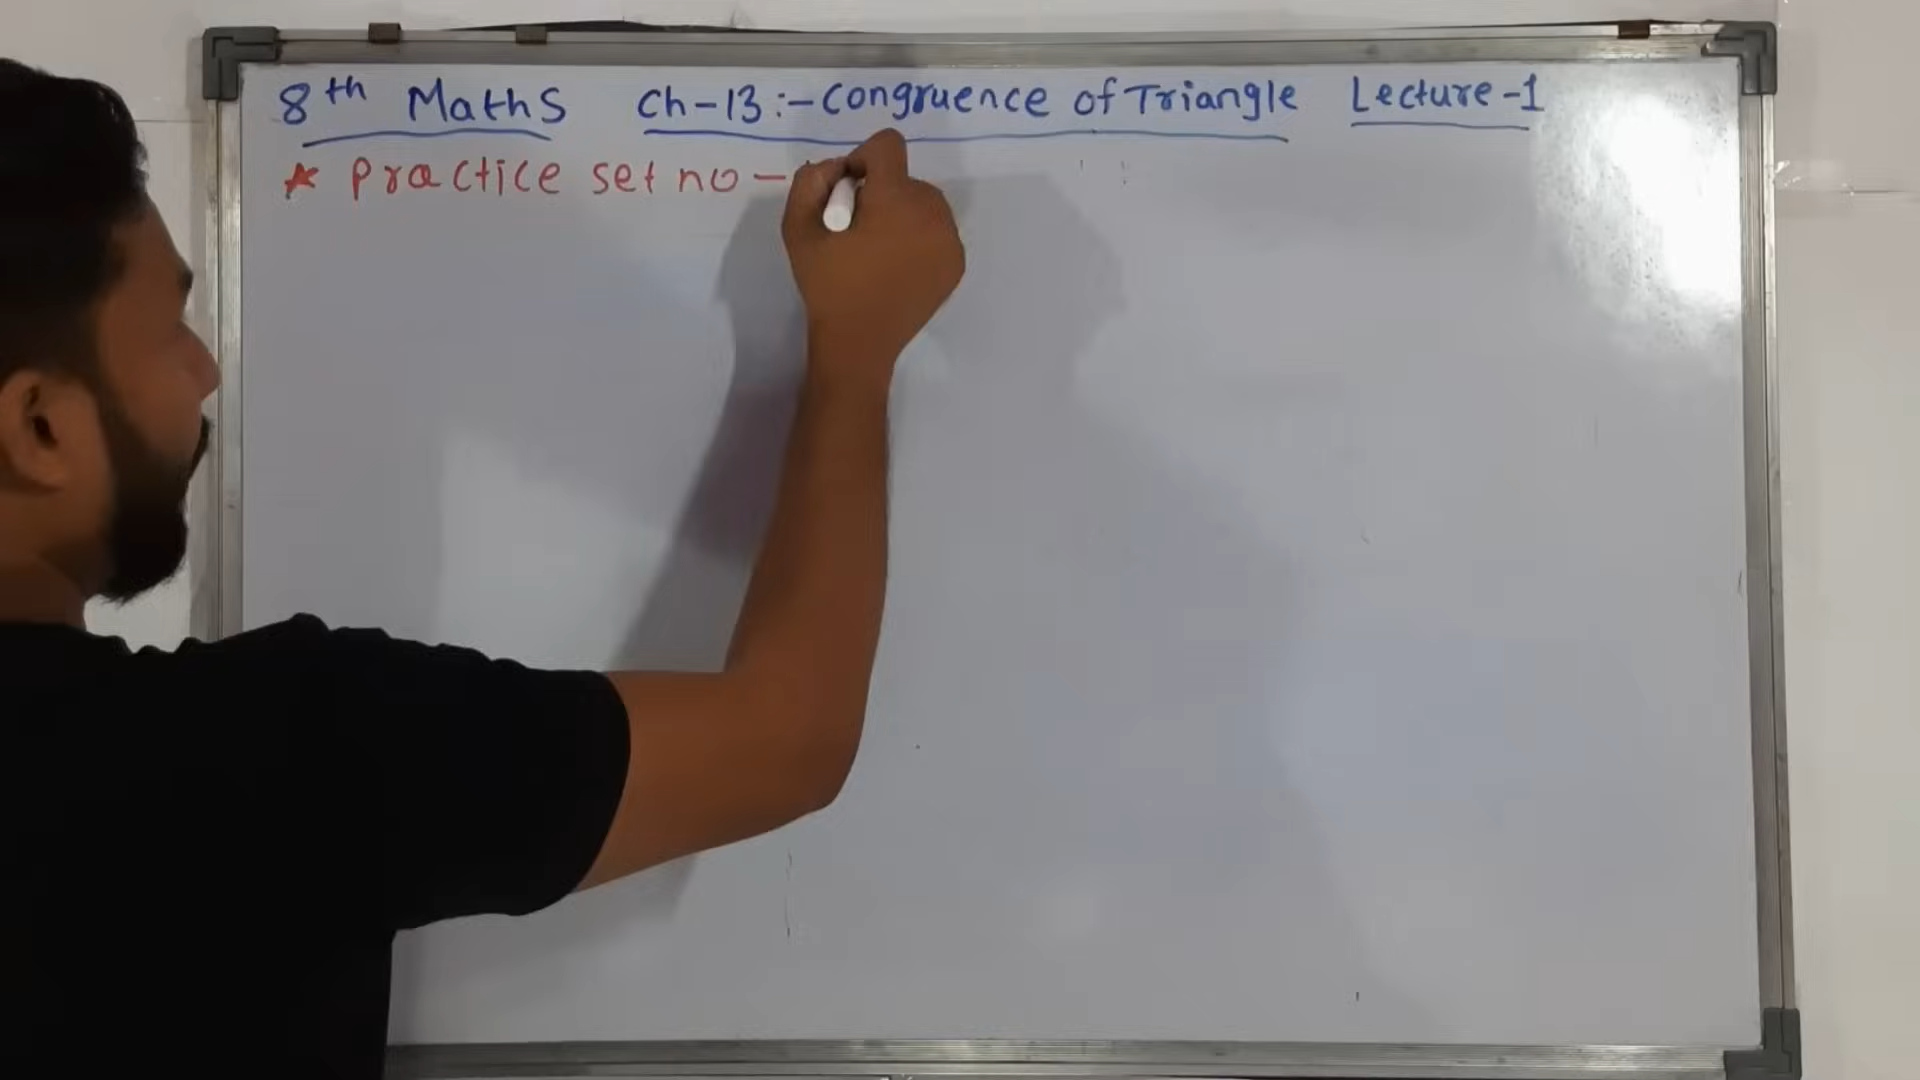 8th Maths Ch-13:- Congruence of Triangle Lecture-1
* Practice set no -